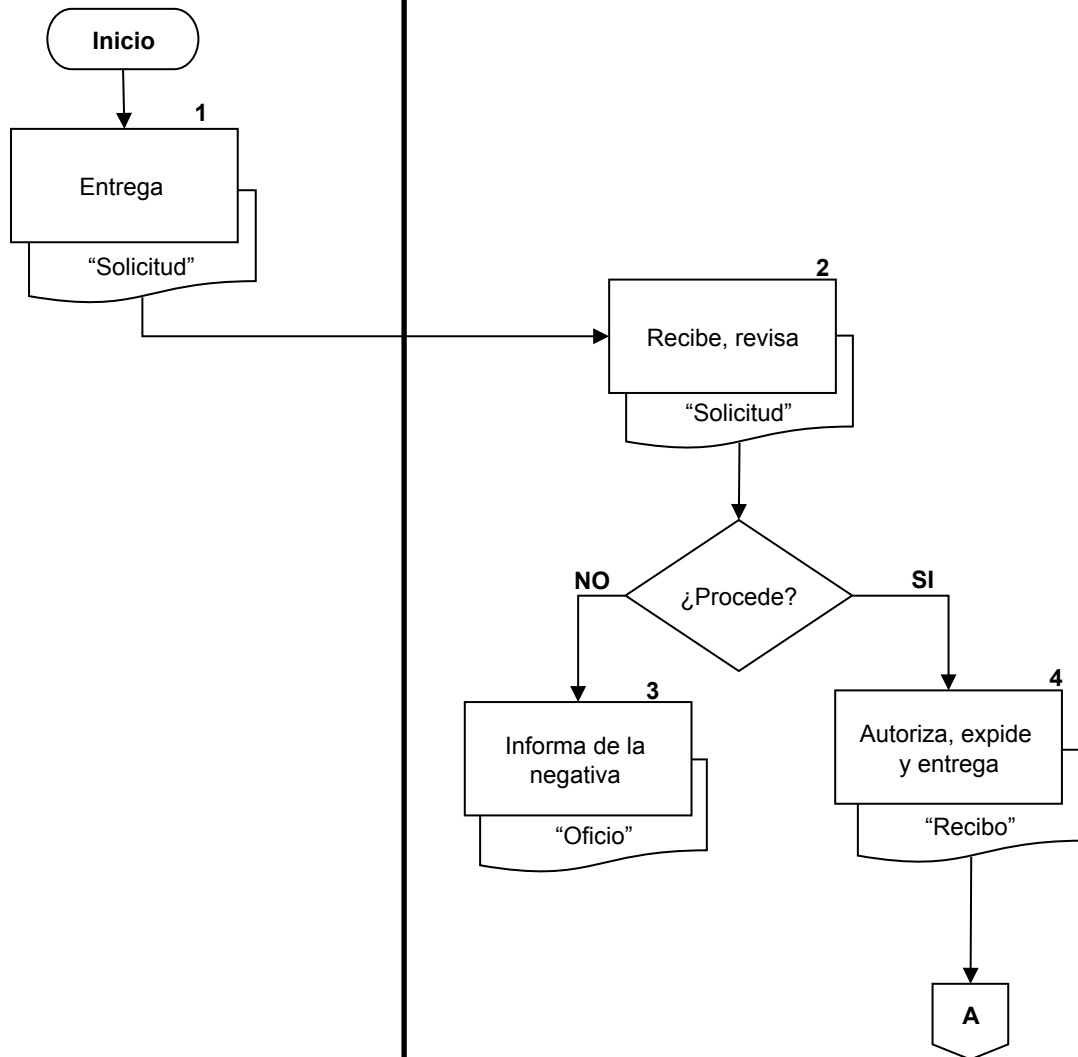 Inicio
1
Entrega
“Solicitud”
2
Recibe, revisa
“Solicitud”
¿Procede?
NO
SI
3
Informa de la
negativa
“Oficio”
4
Autoriza, expide
y entrega
“Recibo”
A